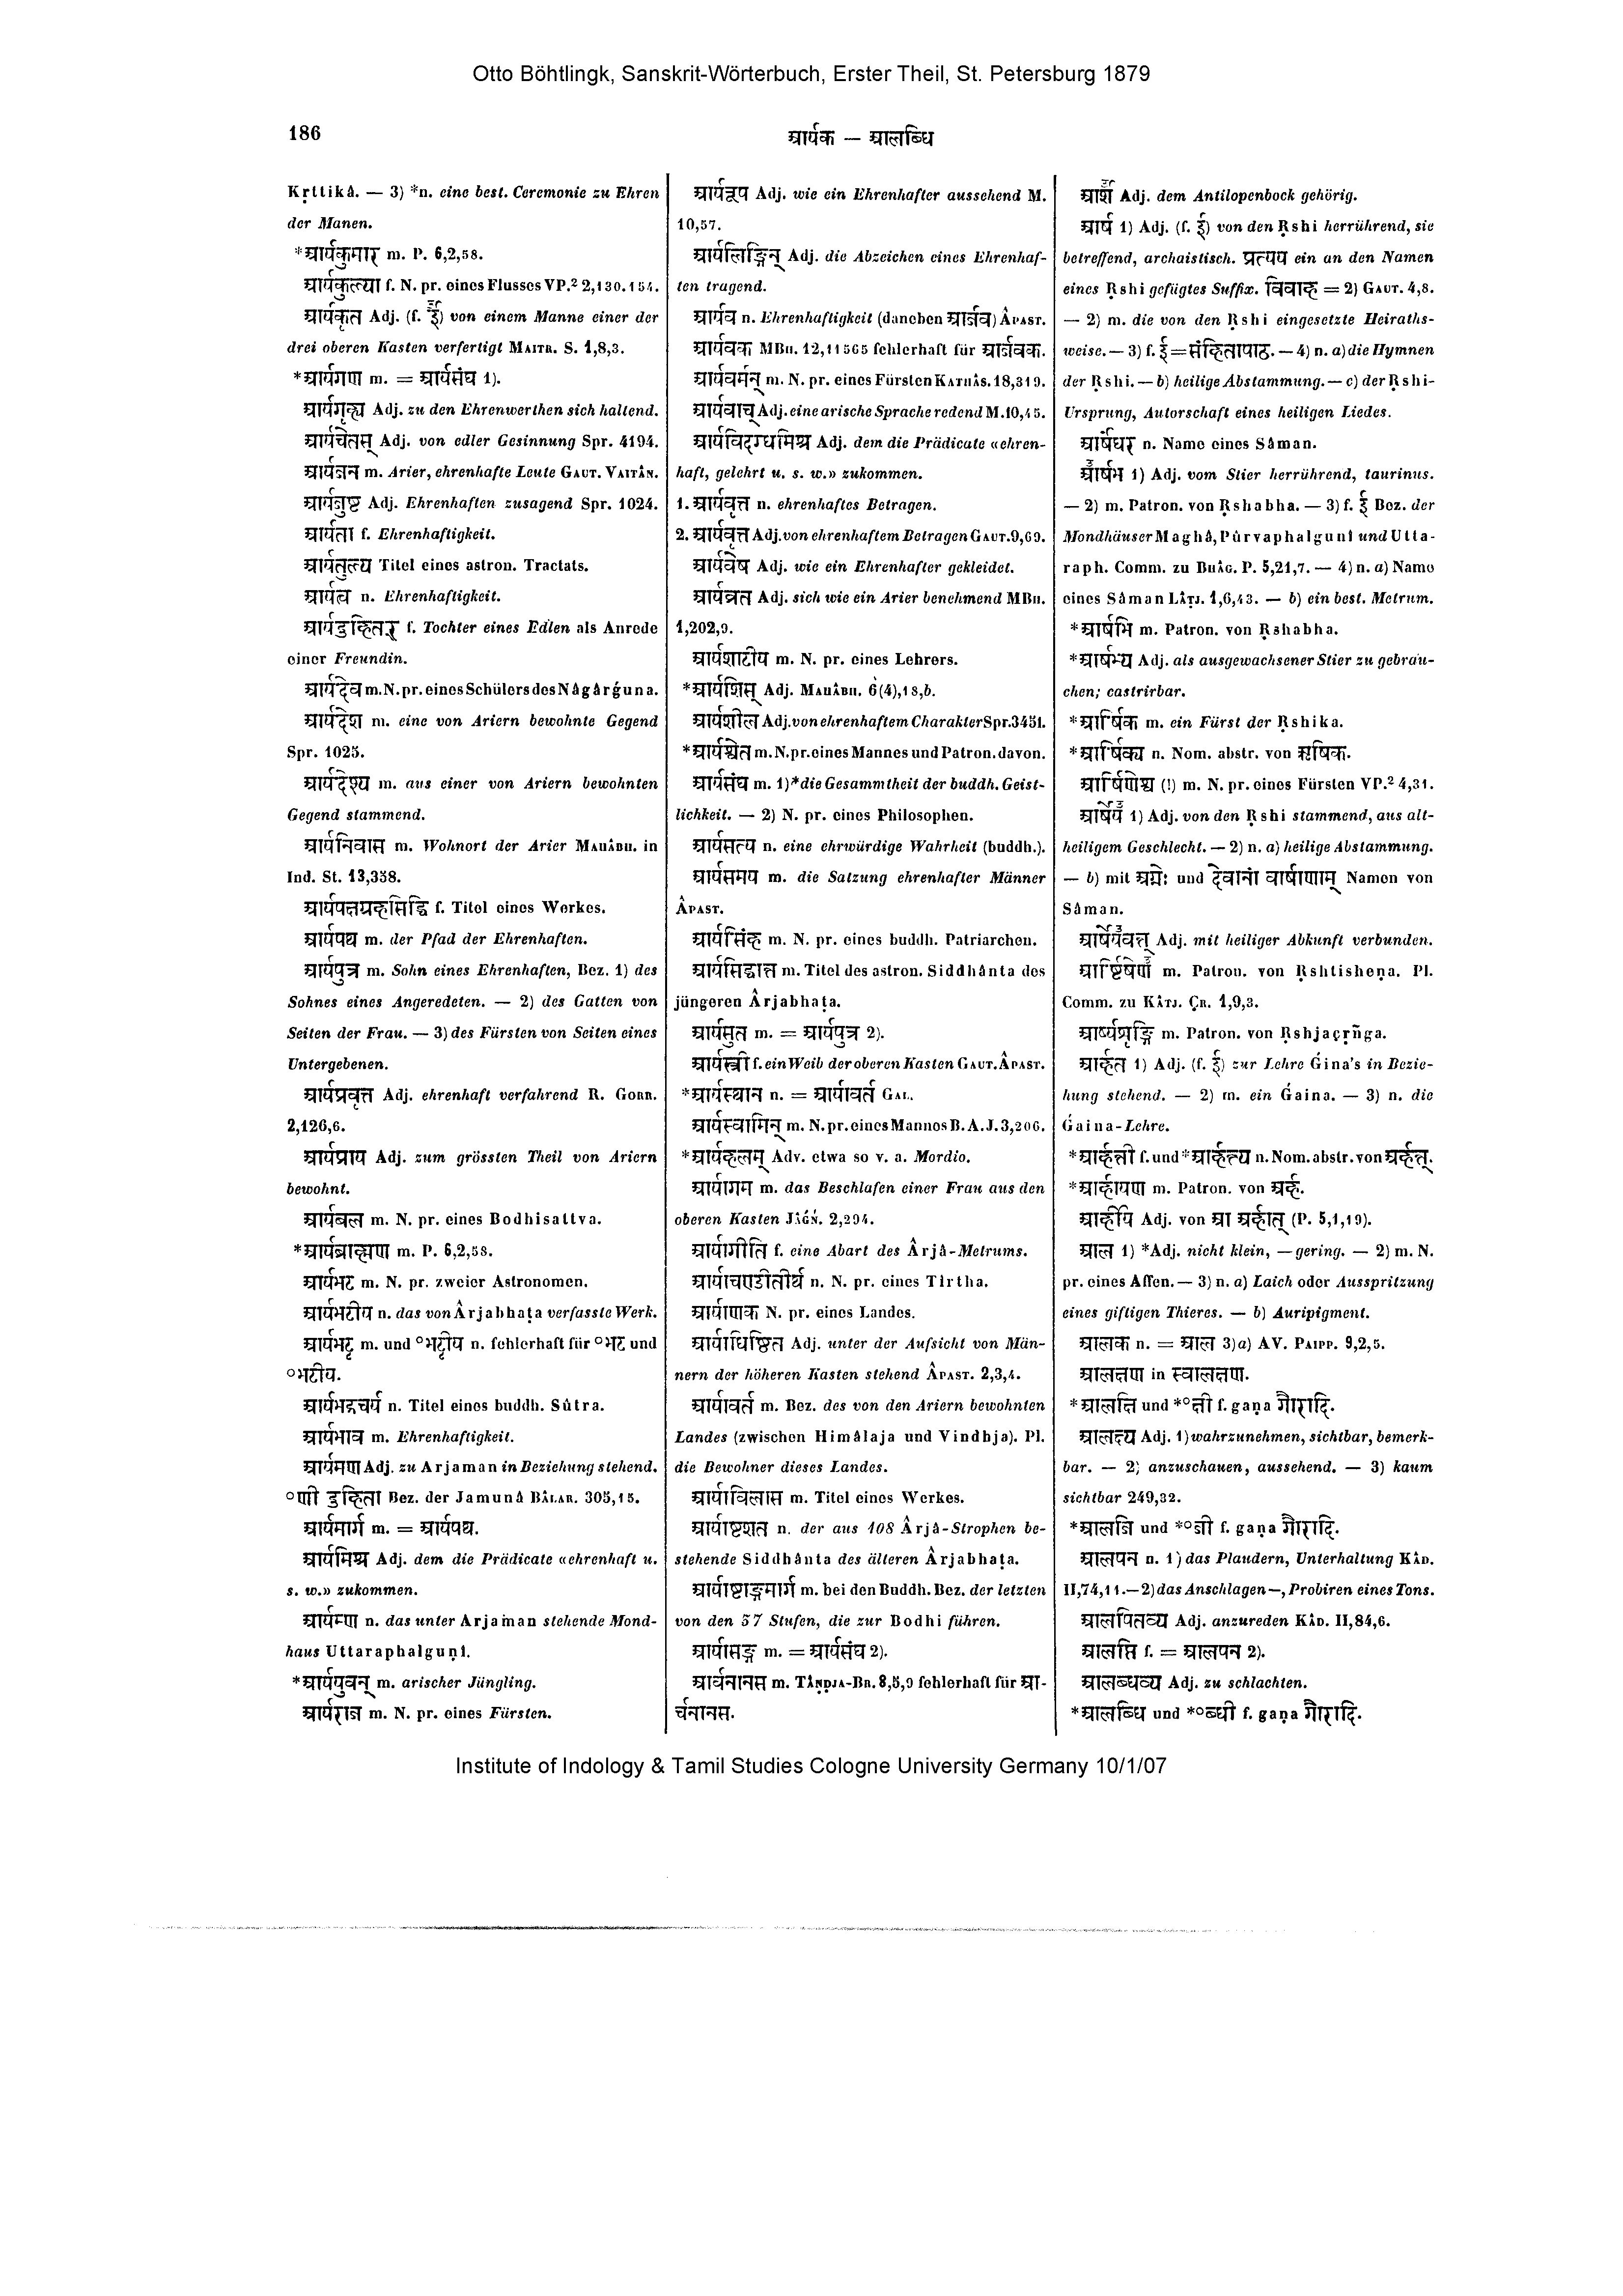 Otto Böhtlingk, Sanskrit-Wörterbuch, Erster Theil, St. Petersburg 1879
186
आर्यक — आलब्धि
Kṛttikâ. — 3) *n. eine best. Ceremonie zu Ehren
der Manen.
*आर्यकुमार m. P. 6,2,58.
आर्यकुल्या f. N. pr. eines Flusses VP.² 2,130.154.
आर्यकृत Adj. (f. ई) von einem Manne einer der
drei oberen Kasten verfertigt Maitr. S. 1,8,3.
*आर्यगण m. = आर्यसंघ 1).
आर्यगृह्य Adj. zu den Ehrenwerthen sich haltend.
आर्यचेतस् Adj. von edler Gesinnung Spr. 4194.
आर्यजन m. Arier, ehrenhafte Leute Gaut. Vaitân.
आर्यजुष्ट Adj. Ehrenhaften zusagend Spr. 1024.
आर्यता f. Ehrenhaftigkeit.
आर्यतुल्य Titel eines astron. Tractats.
आर्यत्व n. Ehrenhaftigkeit.
आर्यदुहितर् f. Tochter eines Edlen als Anrede
einer Freundin.
आर्यदेव m. N. pr. eines Schülers des Nâgârǵuna.
आर्यदेश m. eine von Ariern bewohnte Gegend
Spr. 1025.
आर्यदेश्य m. aus einer von Ariern bewohnten
Gegend stammend.
आर्यनिवास m. Wohnort der Arier Mahâbh. in
Ind. St. 13,358.
आर्यपक्षप्रक्सिद्धि f. Titel eines Werkes.
आर्यपथ m. der Pfad der Ehrenhaften.
आर्यपुत्र m. Sohn eines Ehrenhaften, Bez. 1) des
Sohnes eines Angeredeten. — 2) des Gatten von
Seiten der Frau. — 3) des Fürsten von Seiten eines
Untergebenen.
आर्यप्रवृत्त Adj. ehrenhaft verfahrend R. Gorr.
2,126,6.
आर्यप्राय Adj. zum grössten Theil von Ariern
bewohnt.
आर्यबल m. N. pr. eines Bodhisattva.
*आर्यब्राह्मण m. P. 6,2,58.
आर्यभट m. N. pr. zweier Astronomen.
आर्यभटीय n. das von Ârjabhaṭa verfasste Werk.
आर्यभट्ट m. und °भट्टीय n. fehlerhaft für °भट und
°भटीय.
आर्यभद्रचर्य n. Titel eines buddh. Sûtra.
आर्यभाव m. Ehrenhaftigkeit.
आर्यमण Adj. zu Arjaman in Beziehung stehend.
°णी दुहिता Bez. der Jamunâ Bâlar. 305,15.
आर्यमार्ग m. = आर्यपथ.
आर्यमिश्र Adj. dem die Prädicate «ehrenhaft u.
s. w.» zukommen.
आर्यम्ण n. das unter Arjaman stehende Mond-
haus Uttaraphalguṇî.
*आर्ययुवन् m. arischer Jüngling.
आर्यराज m. N. pr. eines Fürsten.
आर्यरूप Adj. wie ein Ehrenhafter aussehend M.
10,57.
आर्यलिङ्गिन् Adj. die Abzeichen eines Ehrenhaf-
ten tragend.
आर्यव n. Ehrenhaftigkeit (daneben आर्जव) Âpast.
आर्यवक MBh. 12,11565 fehlerhaft für आर्जवक.
आर्यवर्मन् m. N. pr. eines Fürsten Kathâs. 18,319.
आर्यवाच् Adj. eine arische Sprache redend M. 10,45.
आर्यविदग्धमिश्र Adj. dem die Prädicate «ehren-
haft, gelehrt u. s. w.» zukommen.
1. आर्यवृत्त n. ehrenhaftes Betragen.
2. आर्यवृत्त Adj. von ehrenhaftem Betragen Gaut. 9,69.
आर्यवेष Adj. wie ein Ehrenhafter gekleidet.
आर्यव्रत Adj. sich wie ein Arier benehmend MBh.
1,202,9.
आर्यशाटीय m. N. pr. eines Lehrers.
*आर्यशिस् Adj. Mahâbh. 6(4),18,b.
आर्यशील Adj. von ehrenhaftem Charakter Spr. 3451.
*आर्यश्वेत m. N. pr. eines Mannes und Patron. davon.
आर्यसंघ m. 1) *die Gesammtheit der buddh. Geist-
lichkeit. — 2) N. pr. eines Philosophen.
आर्यसत्य n. eine ehrwürdige Wahrheit (buddh.).
आर्यसमय m. die Satzung ehrenhafter Männer
Âpast.
आर्यसिंह m. N. pr. eines buddh. Patriarchen.
आर्यसिद्धान्त m. Titel des astron. Siddhânta des
jüngeren Ârjabhaṭa.
आर्यसुत m. = आर्यपुत्र 2).
आर्यस्त्री f. ein Weib der oberen Kasten Gaut. Âpast.
*आर्यस्थान n. = आर्यावर्त Gal.
आर्यस्वामिन् m. N. pr. eines Mannes B. A. J. 3,206.
*आर्यहलम् Adv. etwa so v. a. Mordio.
आर्यागम m. das Beschlafen einer Frau aus den
oberen Kasten Jâǵń. 2,294.
आर्यागीति f. eine Abart des Ârjâ-Metrums.
आर्याचण्डीतीर्थ n. N. pr. eines Tîrtha.
आर्याणक N. pr. eines Landes.
आर्याधिष्ठित Adj. unter der Aufsicht von Män-
nern der höheren Kasten stehend Âpast. 2,3,4.
आर्यावर्त m. Bez. des von den Ariern bewohnten
Landes (zwischen Himâlaja und Vindhja). Pl.
die Bewohner dieses Landes.
आर्याविलास m. Titel eines Werkes.
आर्याष्टशत n. der aus 108 Ârjâ-Strophen be-
stehende Siddhânta des älteren Ârjabhaṭa.
आर्याष्टाङ्गमार्ग m. bei den Buddh. Bez. der letzten
von den 37 Stufen, die zur Bodhi führen.
आर्यासङ्ग m. = आर्यसंघ 2).
आर्वनानस m. Tâṇḍja-Br. 8,5,9 fehlerhaft für आ-
र्चनानस.
आर्श Adj. dem Antilopenbock gehörig.
आर्ष 1) Adj. (f. ई) von den Ṛshi herrührend, sie
betreffend, archaistisch. प्रत्यय ein an den Namen
eines Ṛshi gefügtes Suffix. विवाह = 2) Gaut. 4,8.
— 2) m. die von den Ṛshi eingesetzte Heiraths-
weise. — 3) f. ई = संहितापाठ. — 4) n. a) die Hymnen
der Ṛshi. — b) heilige Abstammung. — c) der Ṛshi-
Ursprung, Autorschaft eines heiligen Liedes.
आर्षंधर n. Name eines Sâman.
आर्षभ 1) Adj. vom Stier herrührend, taurinus.
— 2) m. Patron. von Ṛshabha. — 3) f. ई Bez. der
Mondhäuser Maghâ, Pûrvaphalgunî und Utta-
raph. Comm. zu Bhâg. P. 5,21,7. — 4) n. a) Name
eines Sâman Lâṭj. 1,6,43. — b) ein best. Metrum.
*आर्षभि m. Patron. von Ṛshabha.
*आर्षभ्य Adj. als ausgewachsener Stier zu gebrau-
chen; castrirbar.
*आर्षिक m. ein Fürst der Ṛshika.
*आर्षिक्य n. Nom. abstr. von ऋषिक.
आर्षिणेश्च (!) m. N. pr. eines Fürsten VP.² 4,31.
आर्षेय 1) Adj. von den Ṛshi stammend, aus alt-
heiligem Geschlecht. — 2) n. a) heilige Abstammung.
— b) mit अग्नेः und देवानां वार्षाणाम् Namen von
Sâman.
आर्षेयवत् Adj. mit heiliger Abkunft verbunden.
आर्ष्टिषेण m. Patron. von Ṛshtisheṇa. Pl.
Comm. zu Kâtj. Çr. 1,9,3.
आर्ष्यशृङ्गि m. Patron. von Ṛshjaçṛṅga.
आर्हत 1) Adj. (f. ई) zur Lehre Ǵina's in Bezie-
hung stehend. — 2) m. ein Ǵaina. — 3) n. die
Ǵaina-Lehre.
*आर्हती f. und *आर्हत्य n. Nom. abstr. von अर्हत्.
*आर्हायण m. Patron. von अर्ह.
आर्हीय Adj. von आ अर्हात् (P. 5,1,19).
आल 1) *Adj. nicht klein, — gering. — 2) m. N.
pr. eines Affen. — 3) n. a) Laich oder Ausspritzung
eines giftigen Thieres. — b) Auripigment.
आलक n. = आल 3) a) AV. Paipp. 9,2,5.
आलक्षण in स्वालक्षण.
*आलक्षि und *°क्षी f. gaṇa गौरादि.
आलक्ष्य Adj. 1) wahrzunehmen, sichtbar, bemerk-
bar. — 2) anzuschauen, aussehend. — 3) kaum
sichtbar 249,32.
*आलजि und *°जी f. gaṇa गौरादि.
आलपन n. 1) das Plaudern, Unterhaltung Kâd.
II,74,11. — 2) das Anschlagen —, Probiren eines Tons.
आलपितव्य Adj. anzureden Kâd. II,84,6.
आलप्ति f. = आलपन 2).
आलब्धव्य Adj. zu schlachten.
*आलब्धि und *°ब्धी f. gaṇa गौरादि.
Institute of Indology & Tamil Studies Cologne University Germany 10/1/07